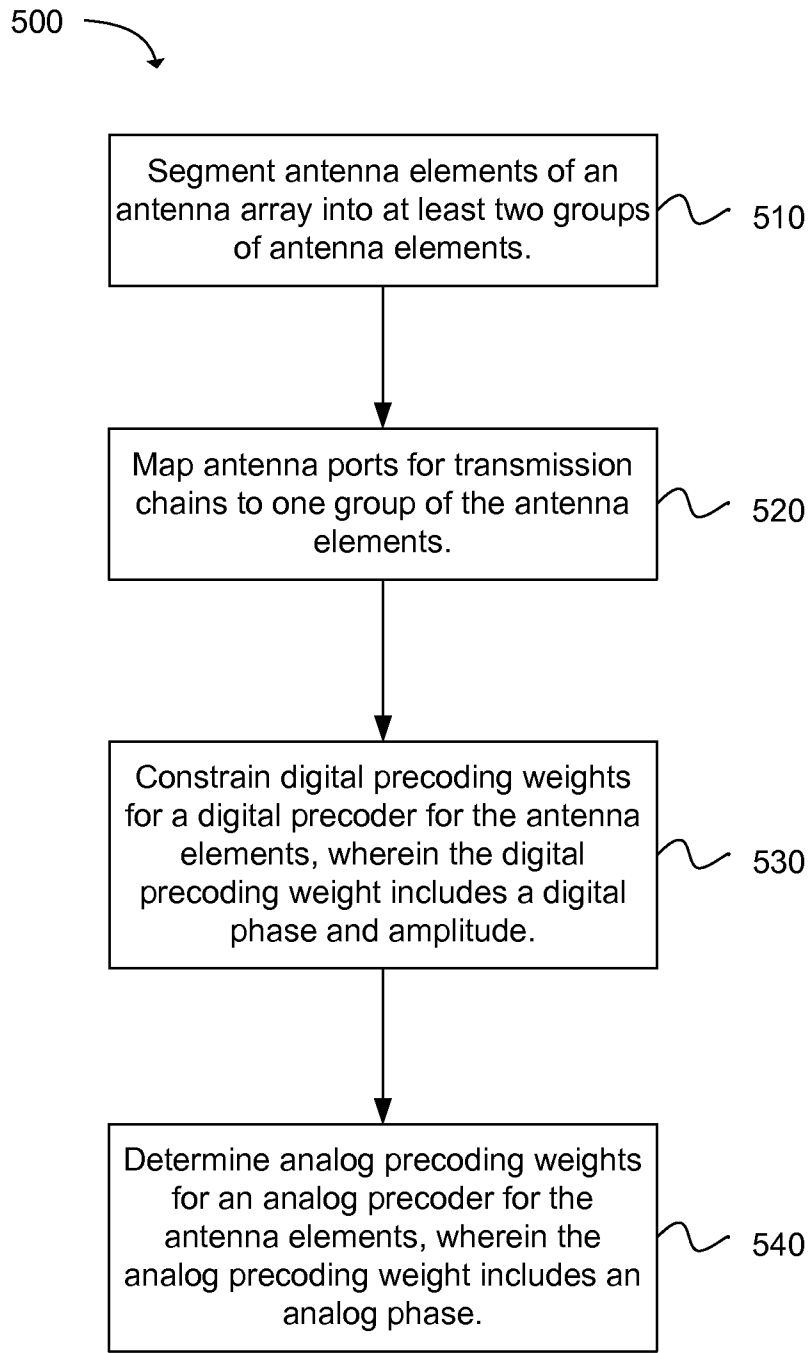 500
Segment antenna elements of an
antenna array into at least two groups
of antenna elements.
510
Map antenna ports for transmission
chains to one group of the antenna
elements.
520
Constrain digital precoding weights
for a digital precoder for the antenna
elements, wherein the digital
precoding weight includes a digital
phase and amplitude.
530
Determine analog precoding weights
for an analog precoder for the
antenna elements, wherein the
analog precoding weight includes an
analog phase.
540